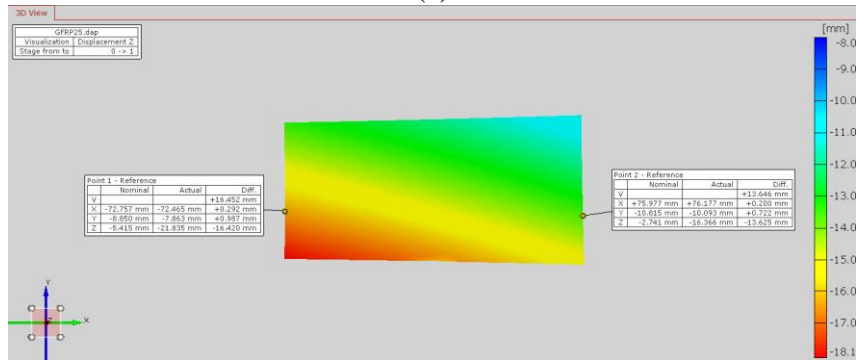 3D View
GFRP25.dap
Visualization Displacement Z
Stage from to 0 -> 1
[mm]
-8.0
-9.0
-10.0
-11.0
-12.0
-13.0
-14.0
-15.0
-16.0
-17.0
-18.1
Point 1 - Reference
Nominal Actual Diff.
V +16.452 mm
X -72.757 mm -72.465 mm +0.292 mm
Y -8.850 mm -7.863 mm +0.987 mm
Z -5.415 mm -21.835 mm -16.420 mm
Point 2 - Reference
Nominal Actual Diff.
V +13.646 mm
X +75.977 mm +76.177 mm +0.200 mm
Y -10.815 mm -10.093 mm +0.722 mm
Z -2.741 mm -16.366 mm -13.625 mm
Y
X